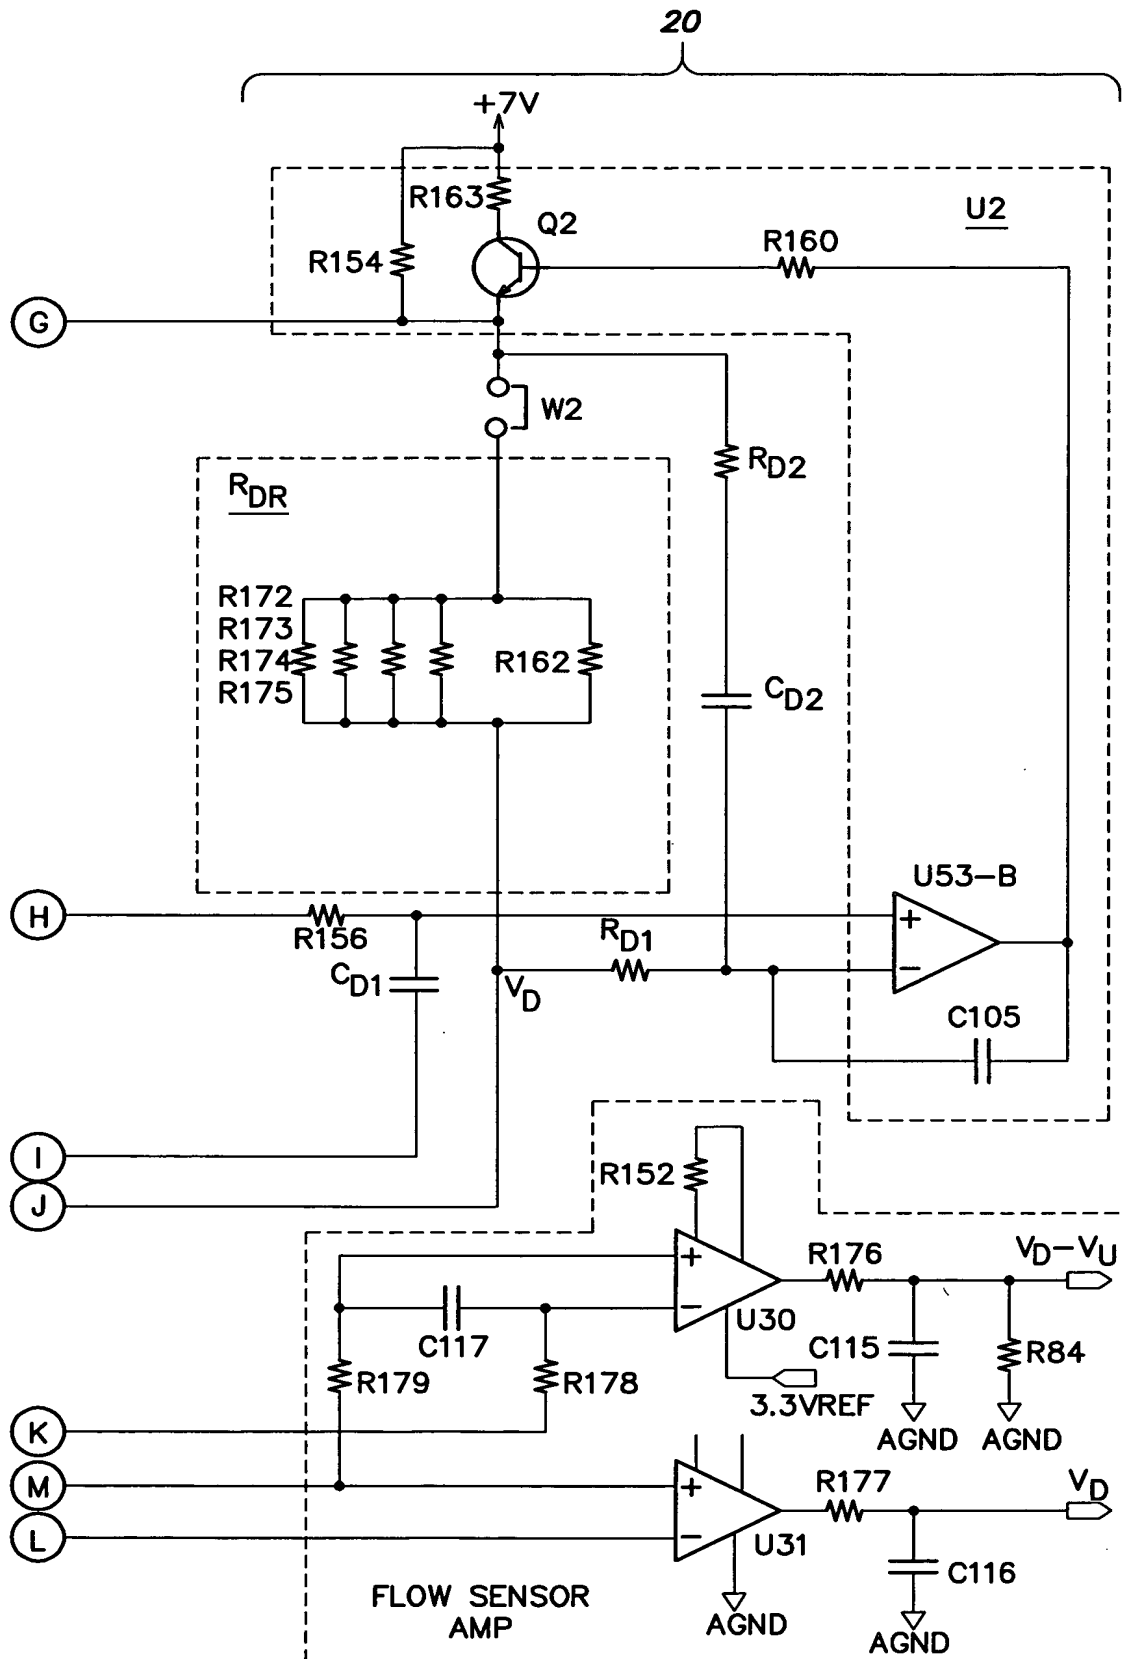 20
+7V
R163
Q2
U2
R160
R154
G
W2
RD2
RDR
R172
R173
R174
R175
R162
CD2
U53-B
H
R156
RD1
+
−
CD1
VD
C105
I
J
R152
+
−
U30
R176
VD−VU
C117
C115
R84
R179
R178
3.3VREF
AGND
AGND
K
M
L
+
−
U31
R177
VD
C116
FLOW SENSOR
AMP
AGND
AGND